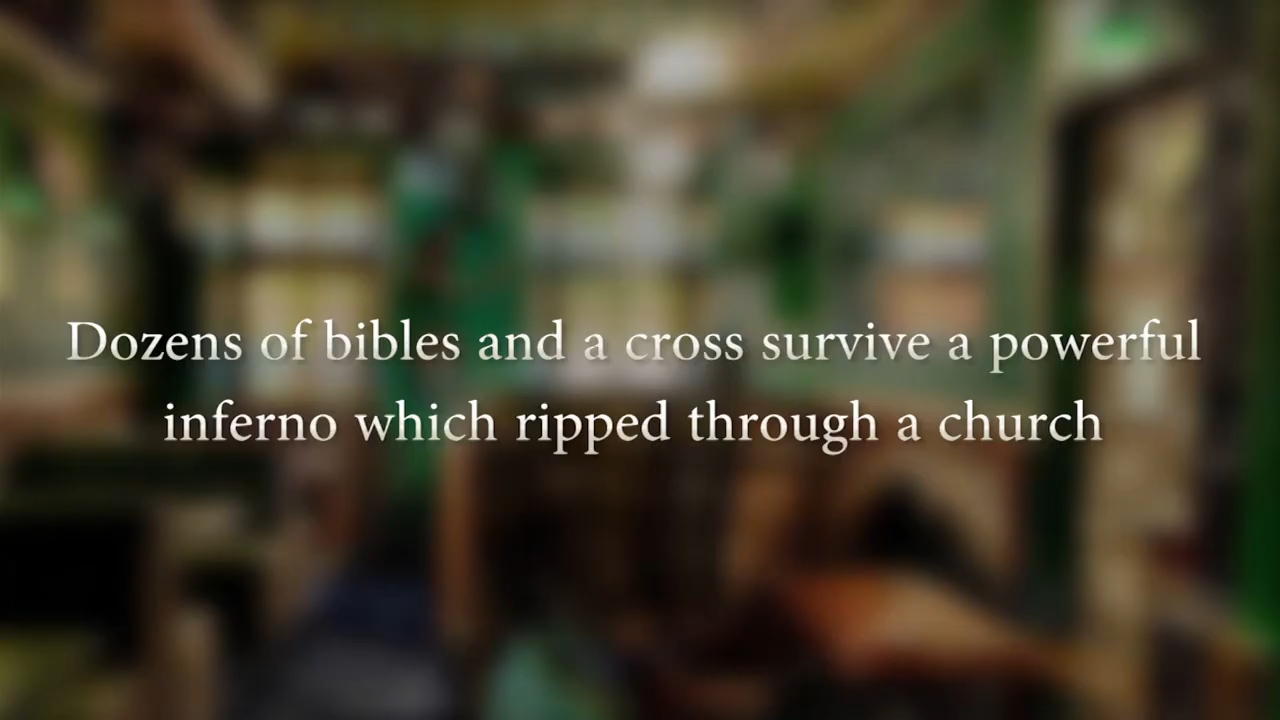 Dozens of bibles and a cross survive a powerful
inferno which ripped through a church